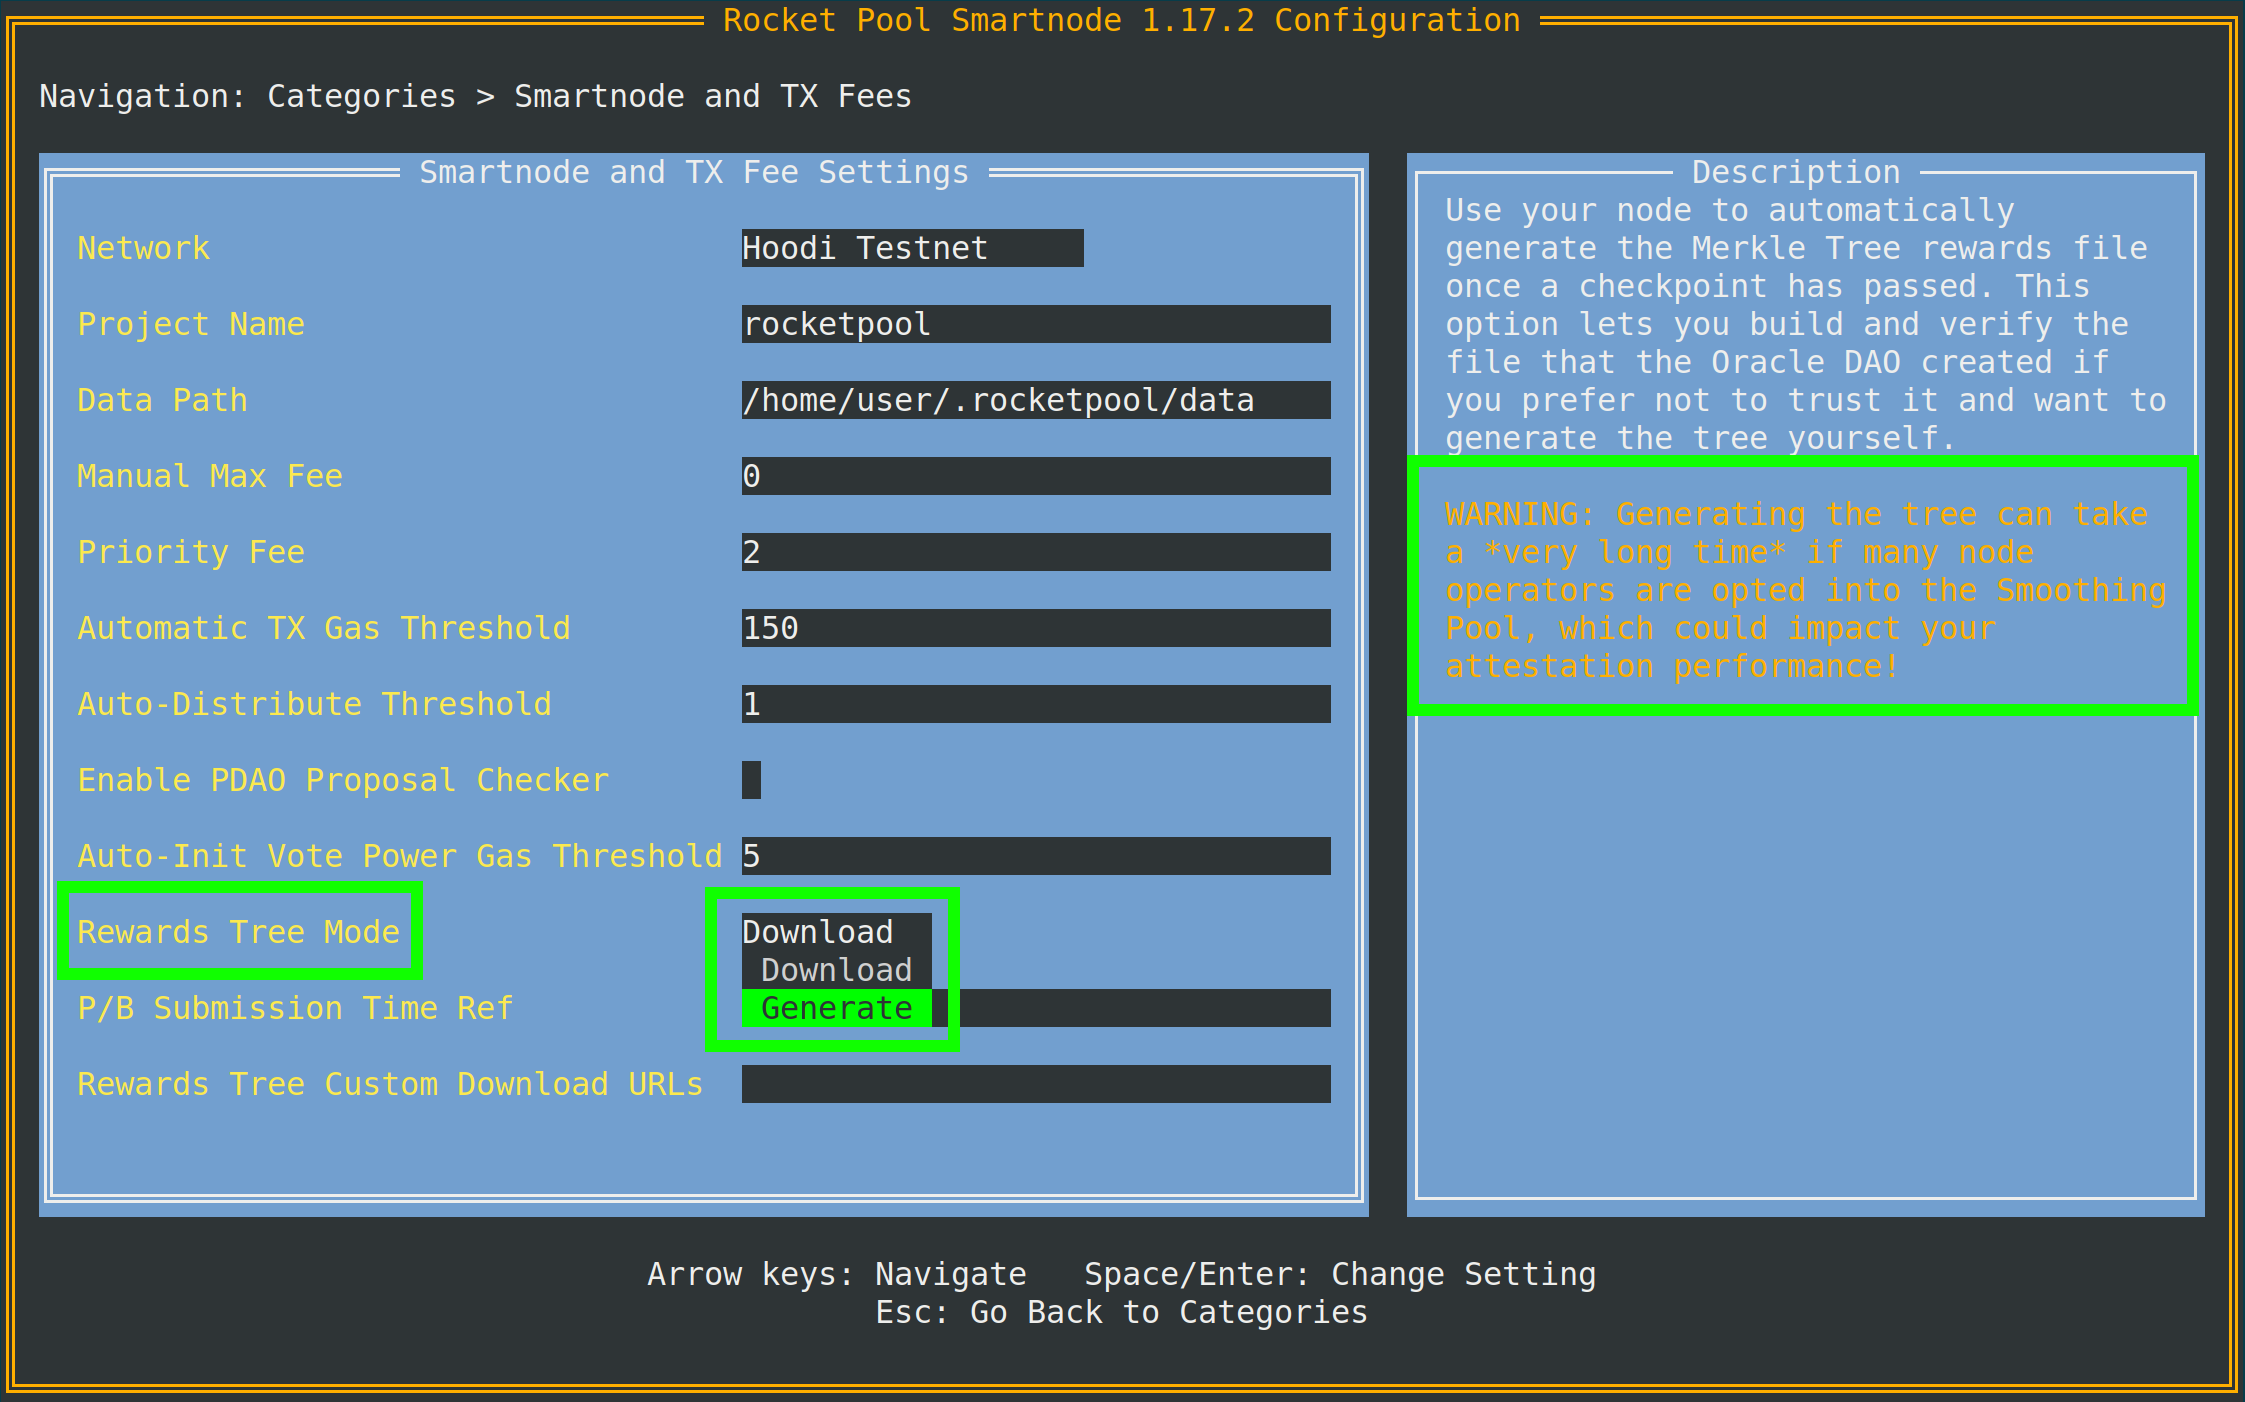 Rocket Pool Smartnode 1.17.2 Configuration
Navigation: Categories > Smartnode and TX Fees
Smartnode and TX Fee Settings
Network Hoodi Testnet
Project Name rocketpool
Data Path /home/user/.rocketpool/data
Manual Max Fee 0
Priority Fee 2
Automatic TX Gas Threshold 150
Auto-Distribute Threshold 1
Enable PDAO Proposal Checker
Auto-Init Vote Power Gas Threshold 5
Rewards Tree Mode Download
Download
P/B Submission Time Ref Generate
Rewards Tree Custom Download URLs
Description
Use your node to automatically
generate the Merkle Tree rewards file
once a checkpoint has passed. This
option lets you build and verify the
file that the Oracle DAO created if
you prefer not to trust it and want to
generate the tree yourself.
WARNING: Generating the tree can take
a *very long time* if many node
operators are opted into the Smoothing
Pool, which could impact your
attestation performance!
Arrow keys: Navigate Space/Enter: Change Setting
Esc: Go Back to Categories